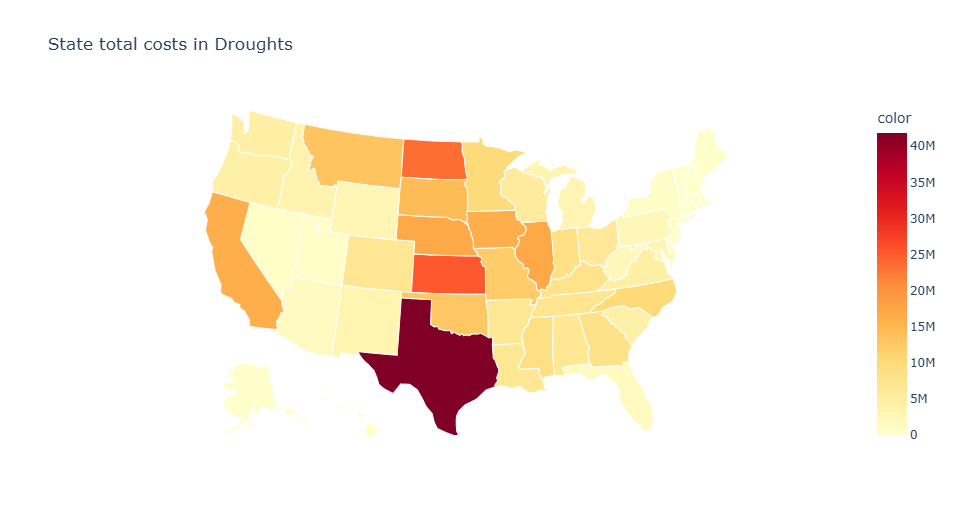 State total costs in Droughts
color
40M
35M
30M
25M
20M
15M
10M
5M
0